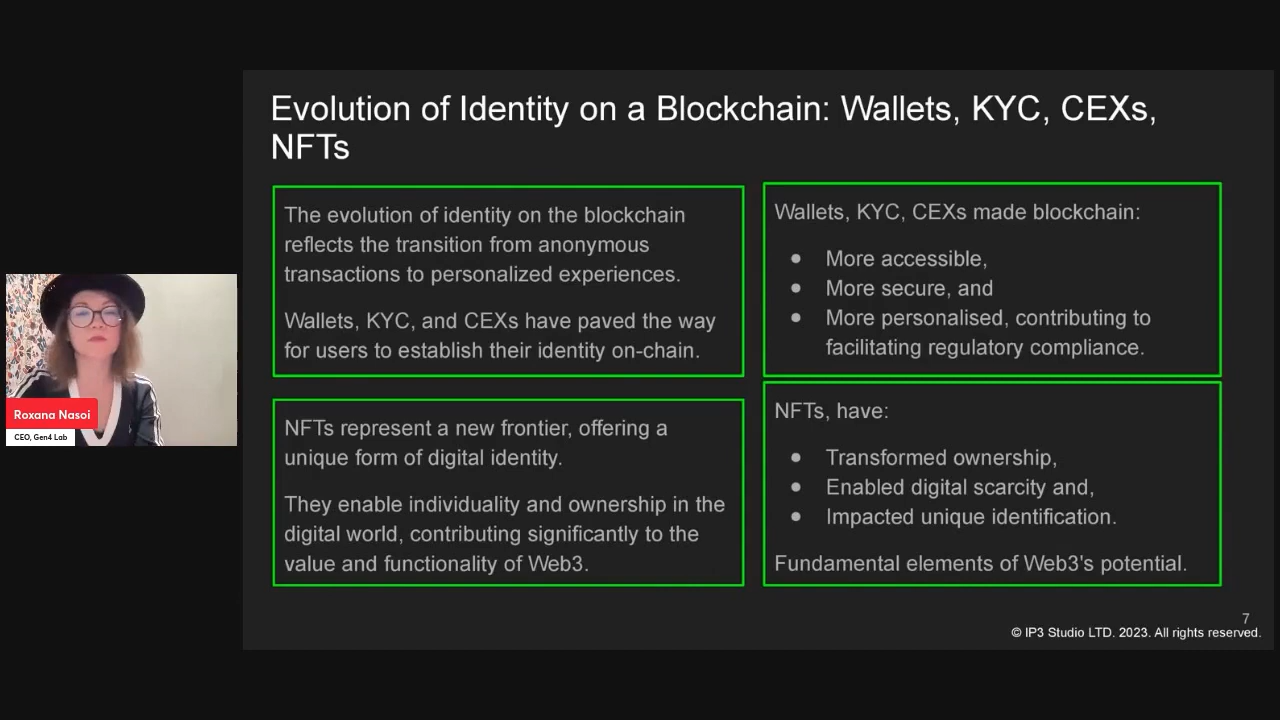 Evolution of Identity on a Blockchain: Wallets, KYC, CEXs,
NFTs
The evolution of identity on the blockchain
reflects the transition from anonymous
transactions to personalized experiences.
Wallets, KYC, and CEXs have paved the way
for users to establish their identity on-chain.
Wallets, KYC, CEXs made blockchain:
● More accessible,
● More secure, and
● More personalised, contributing to
facilitating regulatory compliance.
NFTs represent a new frontier, offering a
unique form of digital identity.
They enable individuality and ownership in the
digital world, contributing significantly to the
value and functionality of Web3.
NFTs, have:
● Transformed ownership,
● Enabled digital scarcity and,
● Impacted unique identification.
Fundamental elements of Web3's potential.
7
© IP3 Studio LTD. 2023. All rights reserved.
Roxana Nasoi
CEO, Gen4 Lab